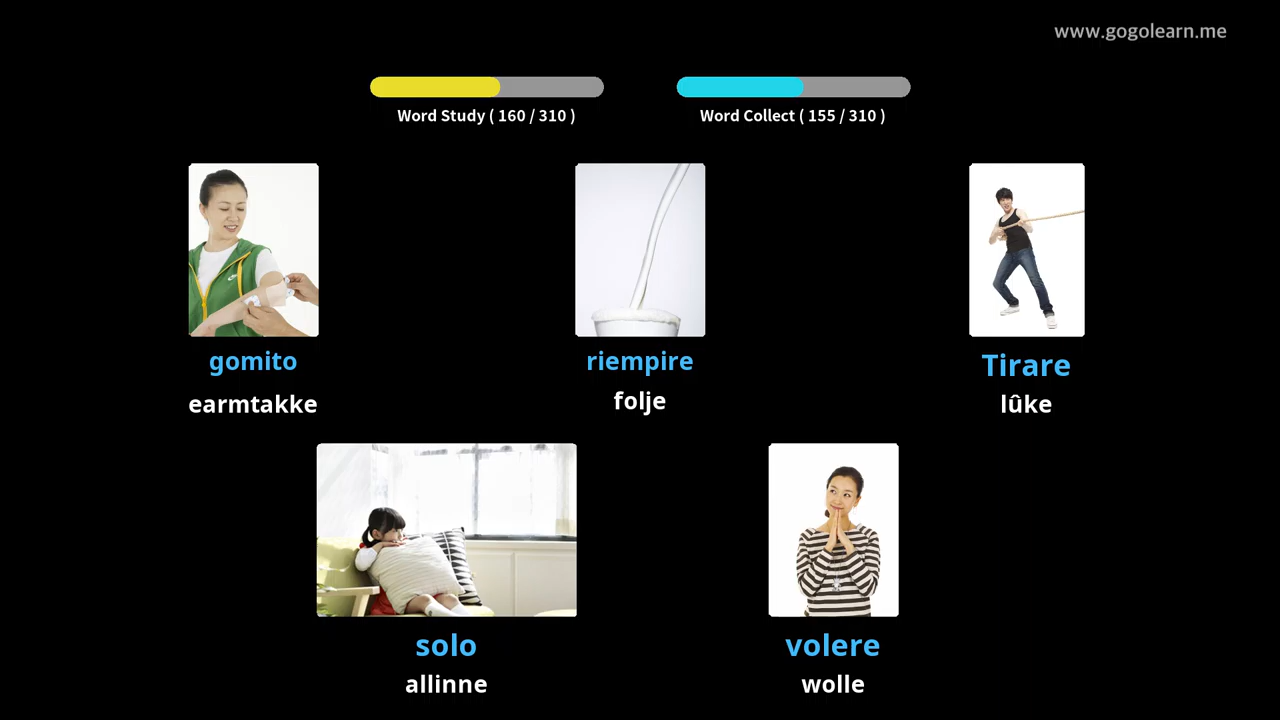 www.gogolearn.me
Word Study ( 160 / 310 )
Word Collect ( 155 / 310 )
gomito
earmtakke
riempire
folje
Tirare
lûke
solo
allinne
volere
wolle